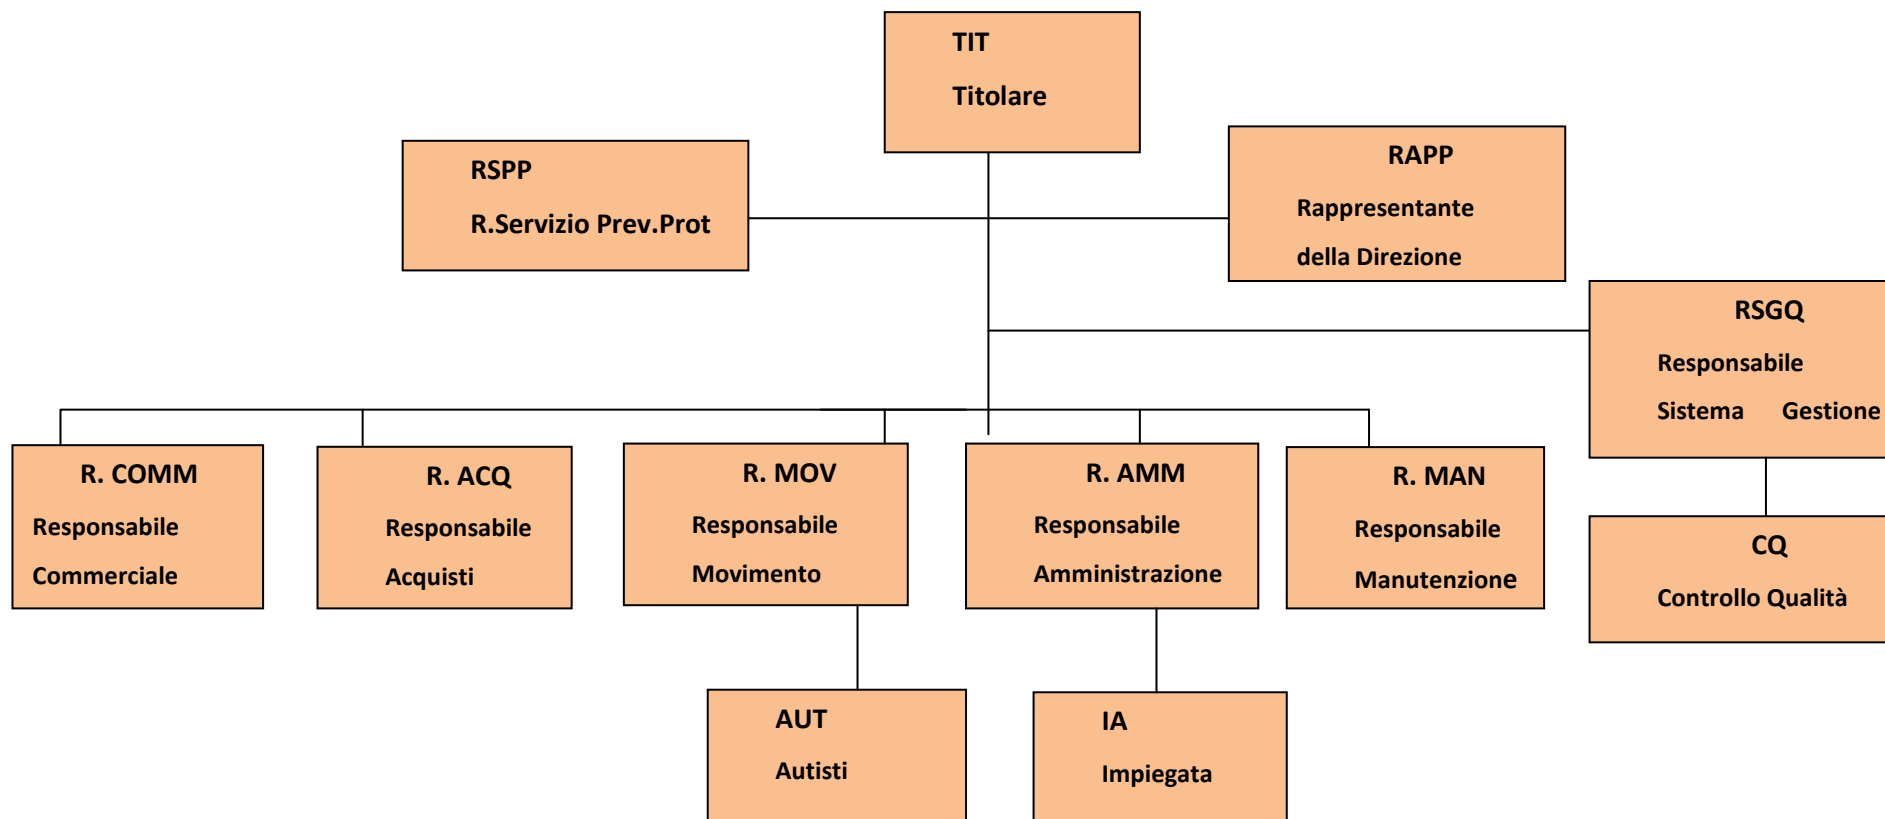 TIT
Titolare
RSPP
R.Servizio Prev.Prot
RAPP
Rappresentante
della Direzione
RSGQ
Responsabile
Sistema Gestione
R. COMM
Responsabile
Commerciale
R. ACQ
Responsabile
Acquisti
R. MOV
Responsabile
Movimento
R. AMM
Responsabile
Amministrazione
R. MAN
Responsabile
Manutenzione
CQ
Controllo Qualità
AUT
Autisti
IA
Impiegata